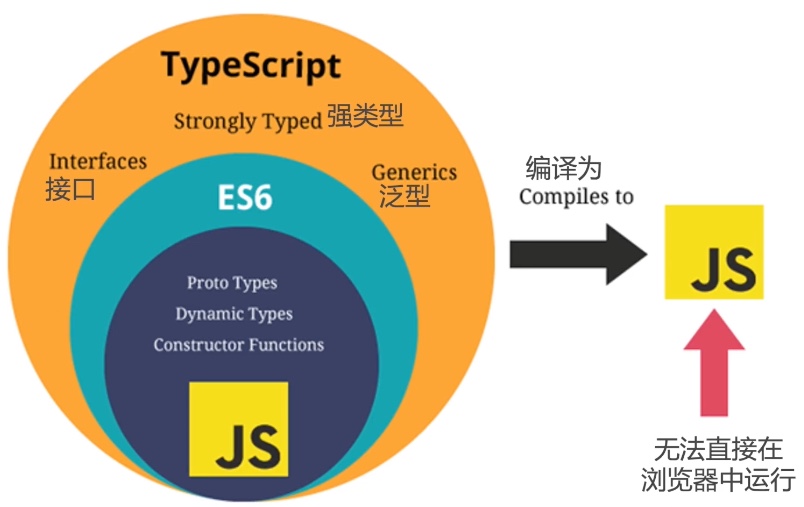 TypeScript
Strongly Typed 强类型
Interfaces
接口
Generics
泛型
ES6
Proto Types
Dynamic Types
Constructor Functions
JS
编译为
Compiles to
JS
无法直接在
浏览器中运行